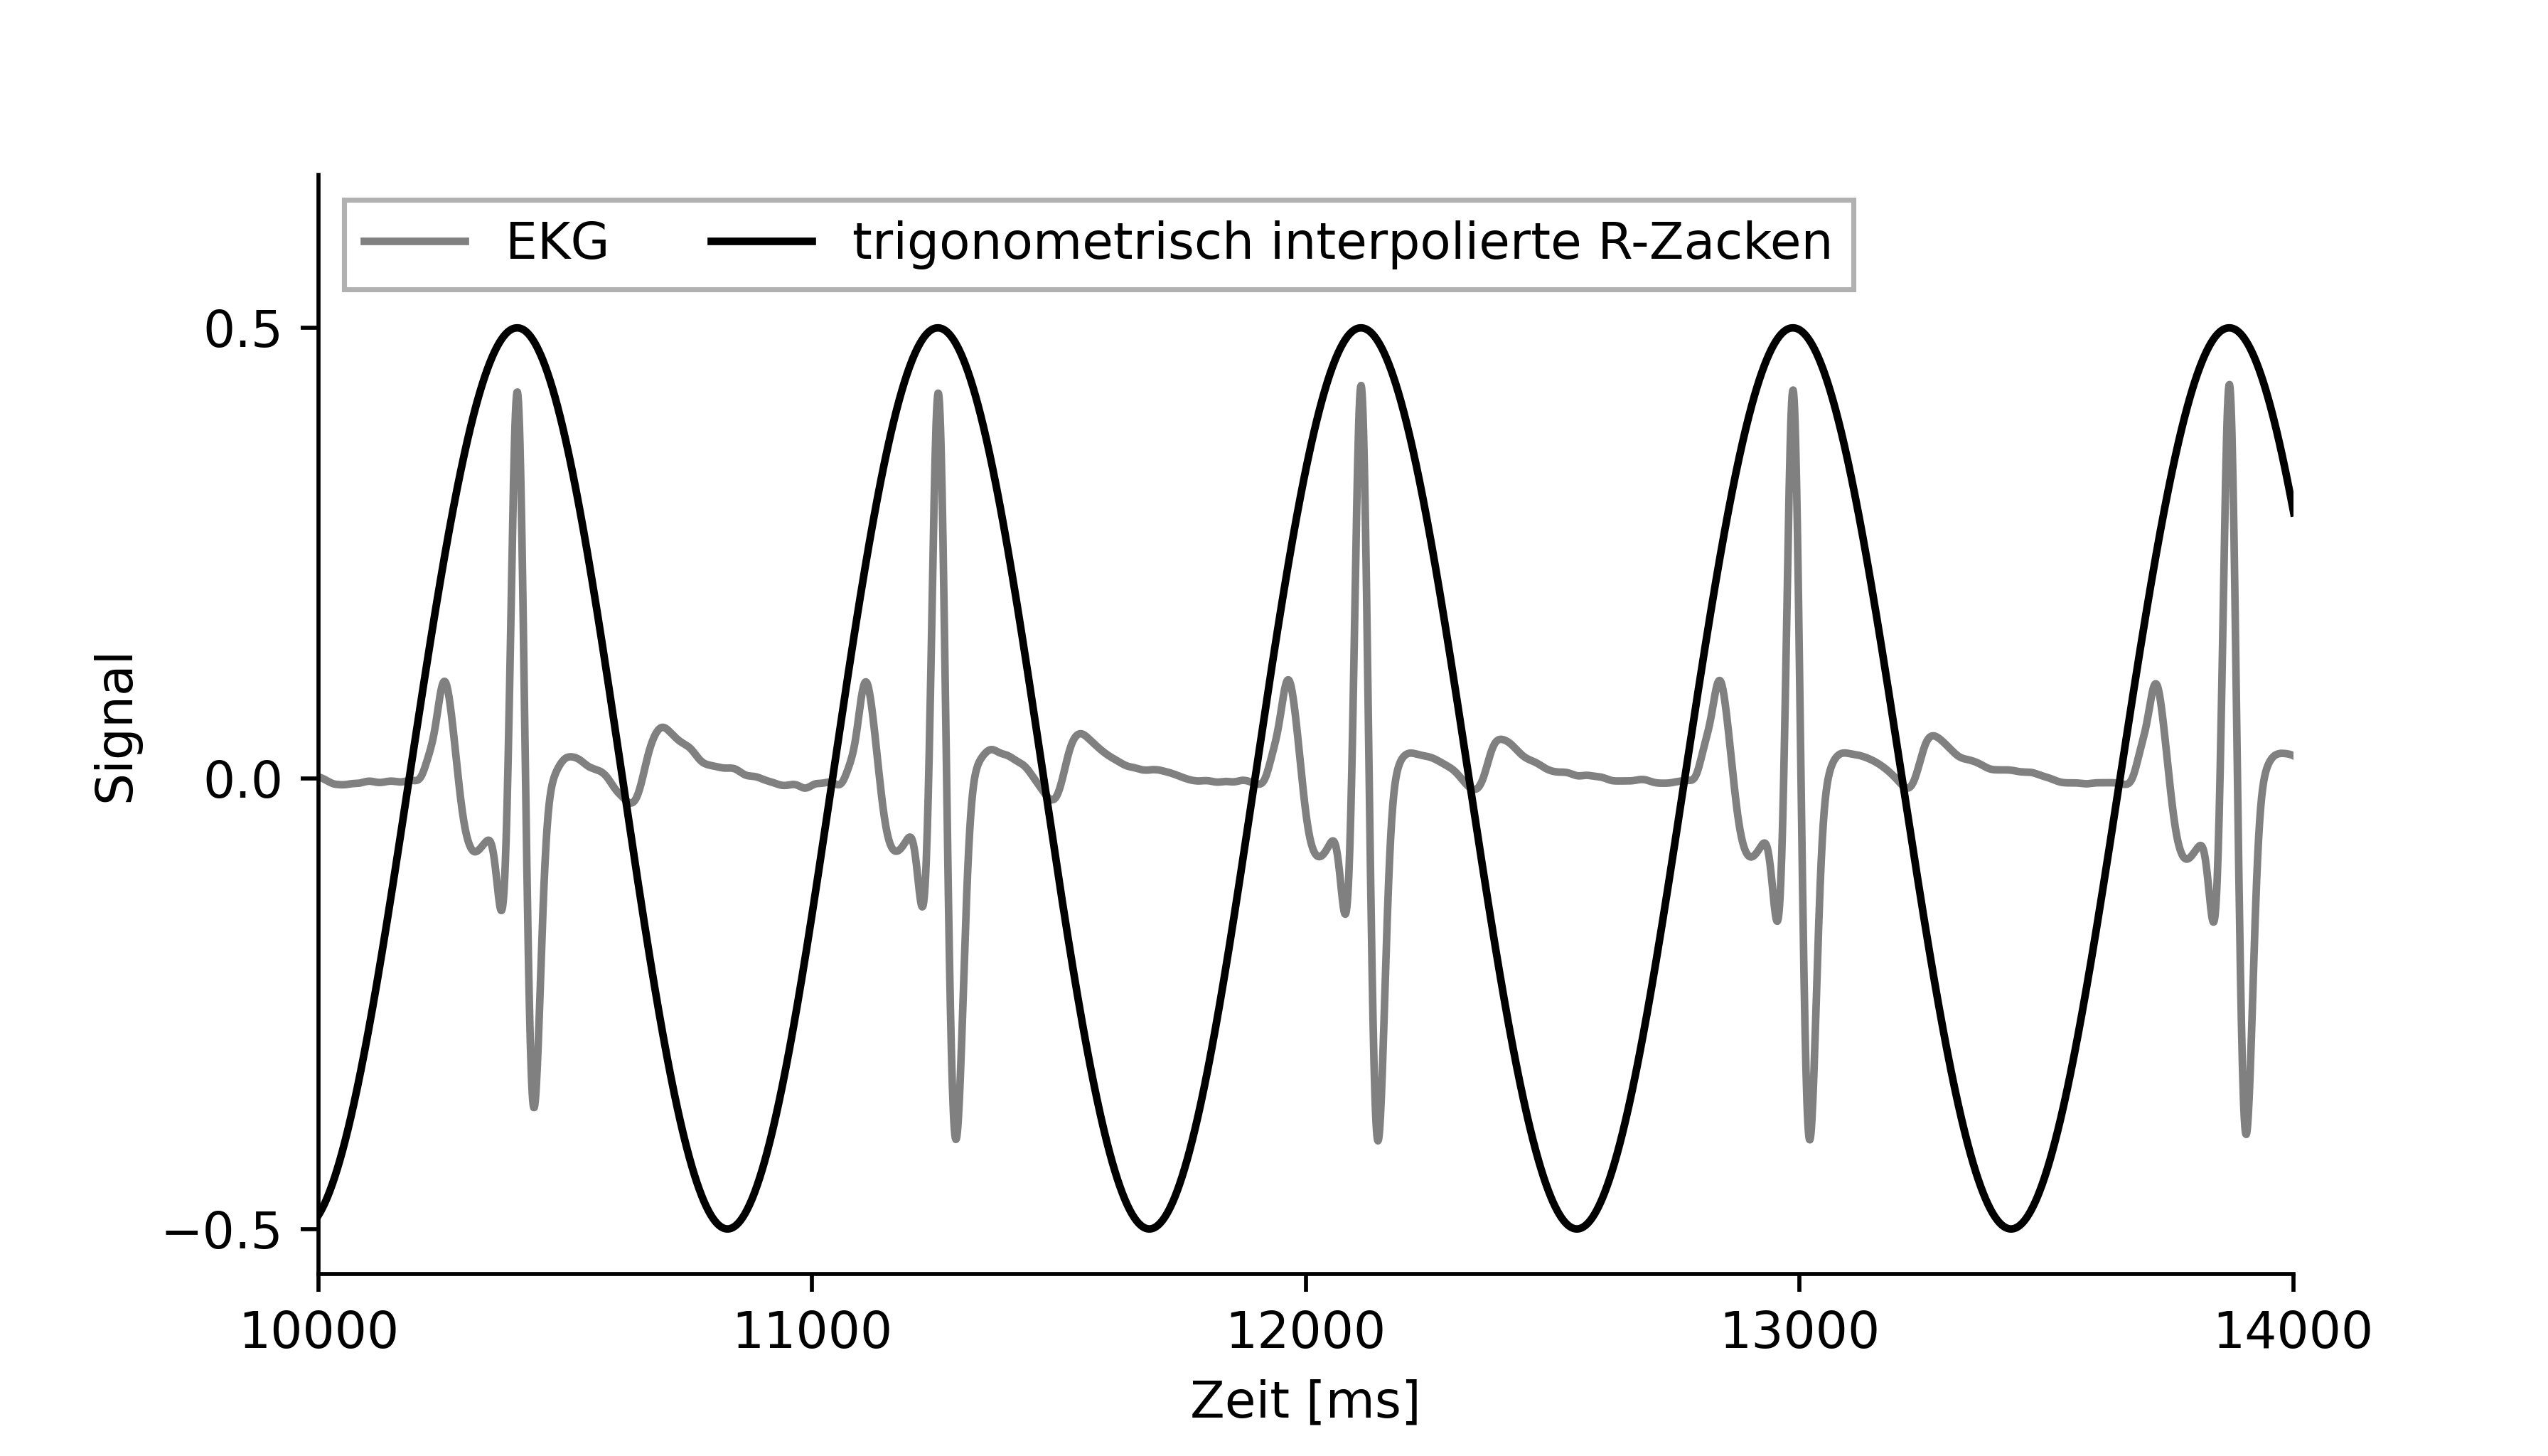 EKG trigonometrisch interpolierte R-Zacken
0.5
0.0
−0.5
Signal
10000 11000 12000 13000 14000
Zeit [ms]